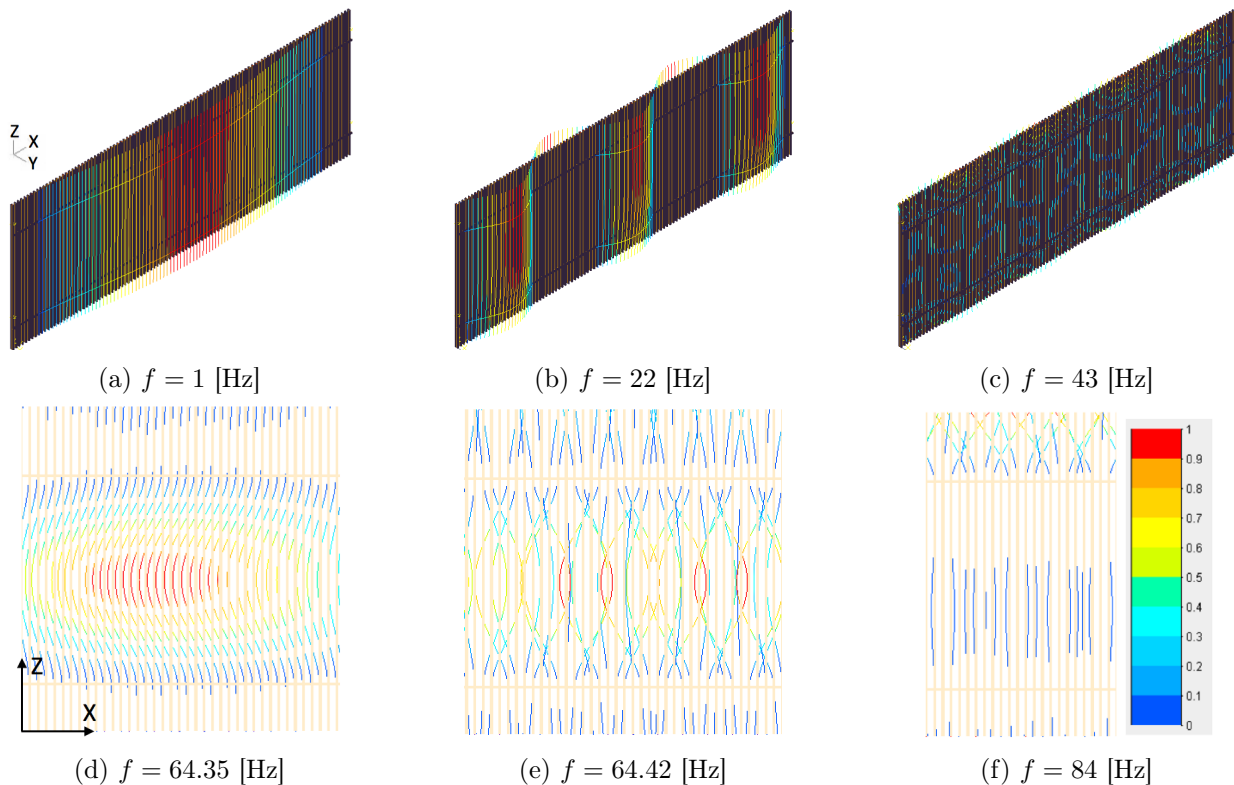 Z
X
Y
(a) f = 1 [Hz]
(b) f = 22 [Hz]
(c) f = 43 [Hz]
Z
X
1
0.9
0.8
0.7
0.6
0.5
0.4
0.3
0.2
0.1
0
(d) f = 64.35 [Hz]
(e) f = 64.42 [Hz]
(f) f = 84 [Hz]